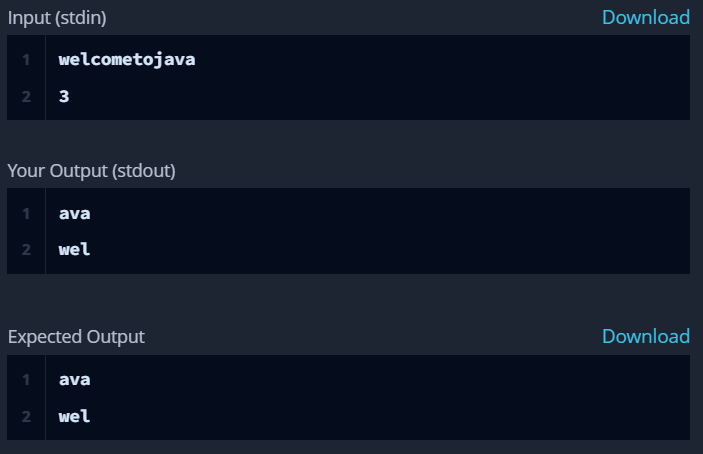 Input (stdin) Download
1 welcometojava
2 3
Your Output (stdout)
1 ava
2 wel
Expected Output Download
1 ava
2 wel